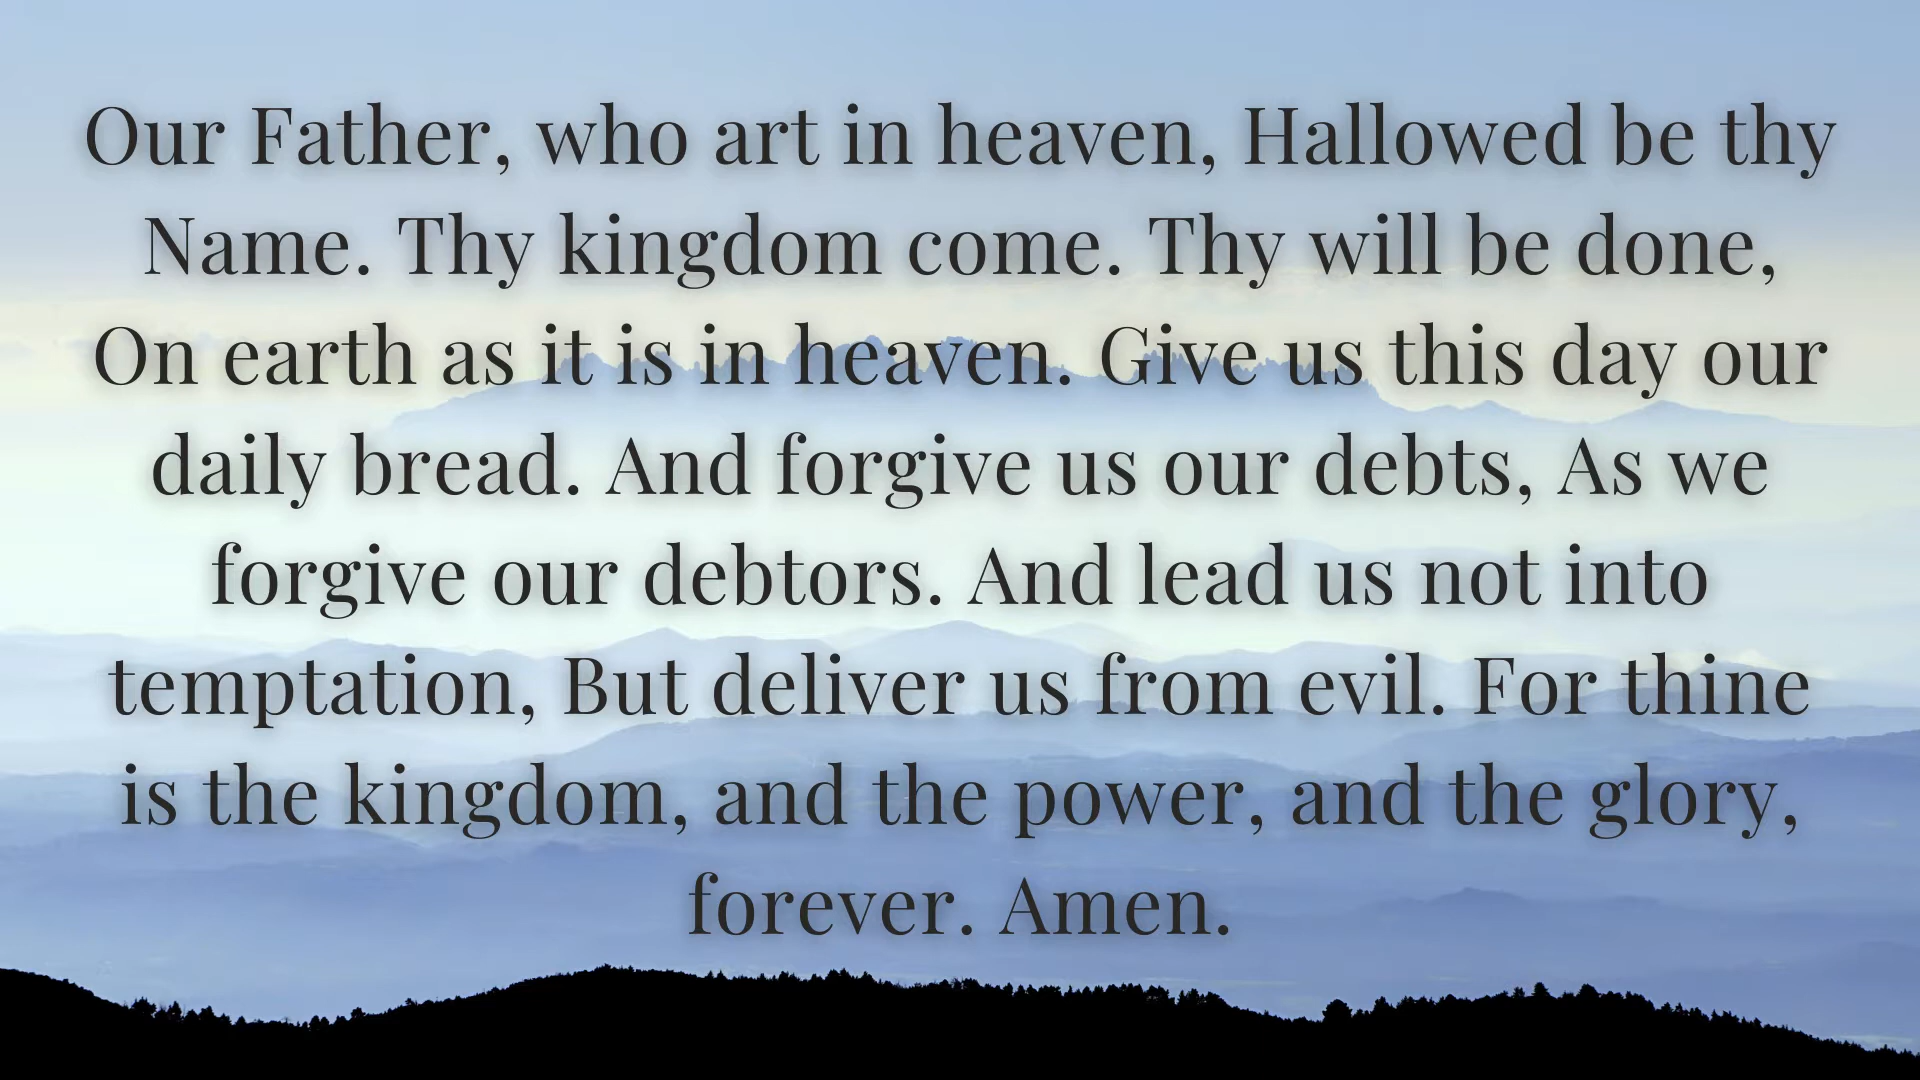 Our Father, who art in heaven, Hallowed be thy
Name. Thy kingdom come. Thy will be done,
On earth as it is in heaven. Give us this day our
daily bread. And forgive us our debts, As we
forgive our debtors. And lead us not into
temptation, But deliver us from evil. For thine
is the kingdom, and the power, and the glory,
forever. Amen.